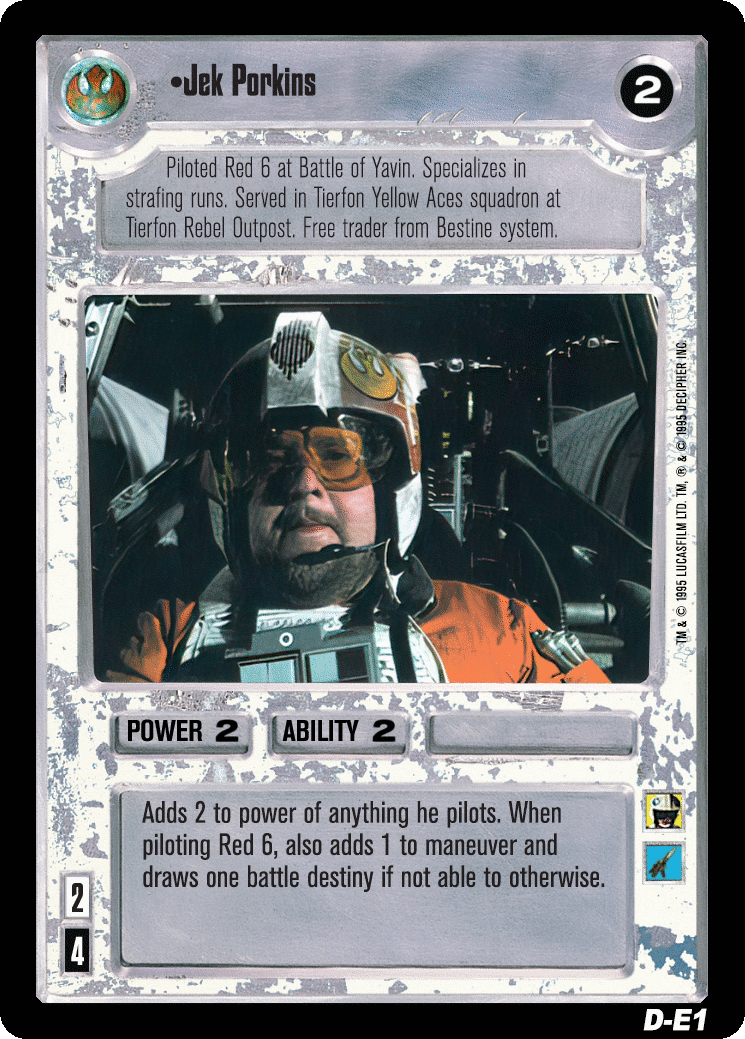 •Jek Porkins
2
Piloted Red 6 at Battle of Yavin. Specializes in
strafing runs. Served in Tierfon Yellow Aces squadron at
Tierfon Rebel Outpost. Free trader from Bestine system.
TM & © 1995 LUCASFILM LTD. TM, ® & © 1995 DECIPHER INC.
POWER 2
ABILITY 2
Adds 2 to power of anything he pilots. When
piloting Red 6, also adds 1 to maneuver and
draws one battle destiny if not able to otherwise.
2
4
D-E1